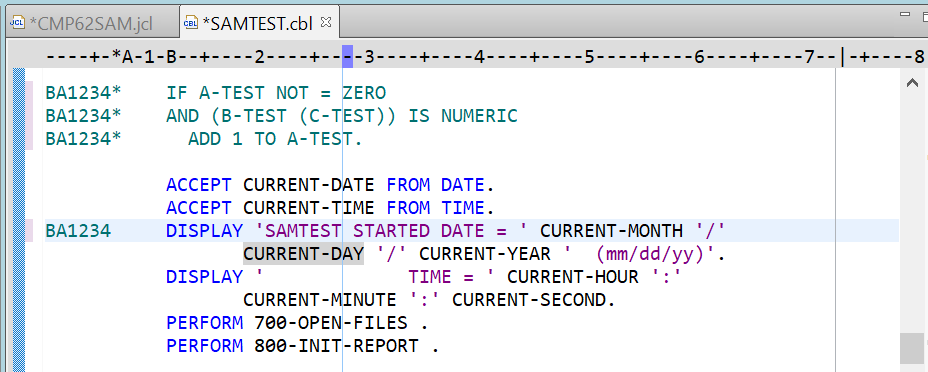 JCL *CMP62SAM.jcl CBL *SAMTEST.cbl
----+-*A-1-B--+----2----+----3----+----4----+----5----+----6----+----7--|-+----8
BA1234*    IF A-TEST NOT = ZERO
BA1234*    AND (B-TEST (C-TEST)) IS NUMERIC
BA1234*      ADD 1 TO A-TEST.
           ACCEPT CURRENT-DATE FROM DATE.
           ACCEPT CURRENT-TIME FROM TIME.
BA1234     DISPLAY 'SAMTEST STARTED DATE = ' CURRENT-MONTH '/'
                  CURRENT-DAY '/' CURRENT-YEAR '  (mm/dd/yy)'.
           DISPLAY '             TIME = ' CURRENT-HOUR ':'
                  CURRENT-MINUTE ':' CURRENT-SECOND.
           PERFORM 700-OPEN-FILES .
           PERFORM 800-INIT-REPORT .